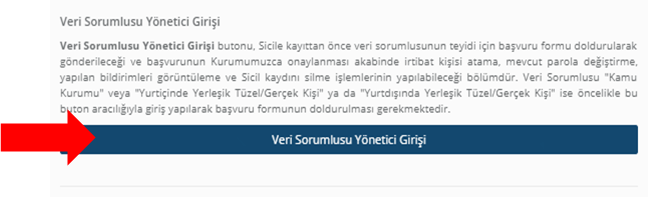 Veri Sorumlusu Yönetici Girişi
Veri Sorumlusu Yönetici Girişi butonu, Sicile kayıttan önce veri sorumlusunun teyidi için başvuru formu doldurularak
gönderileceği ve başvurunun Kurumumuzca onaylanması akabinde irtibat kişisi atama, mevcut parola değiştirme,
yapılan bildirimleri görüntüleme ve Sicil kaydını silme işlemlerinin yapılabileceği bölümdür. Veri Sorumlusu "Kamu
Kurumu" veya "Yurtiçinde Yerleşik Tüzel/Gerçek Kişi" ya da "Yurtdışında Yerleşik Tüzel/Gerçek Kişi" ise öncelikle bu
buton aracılığıyla giriş yapılarak başvuru formunun doldurulması gerekmektedir.
Veri Sorumlusu Yönetici Girişi